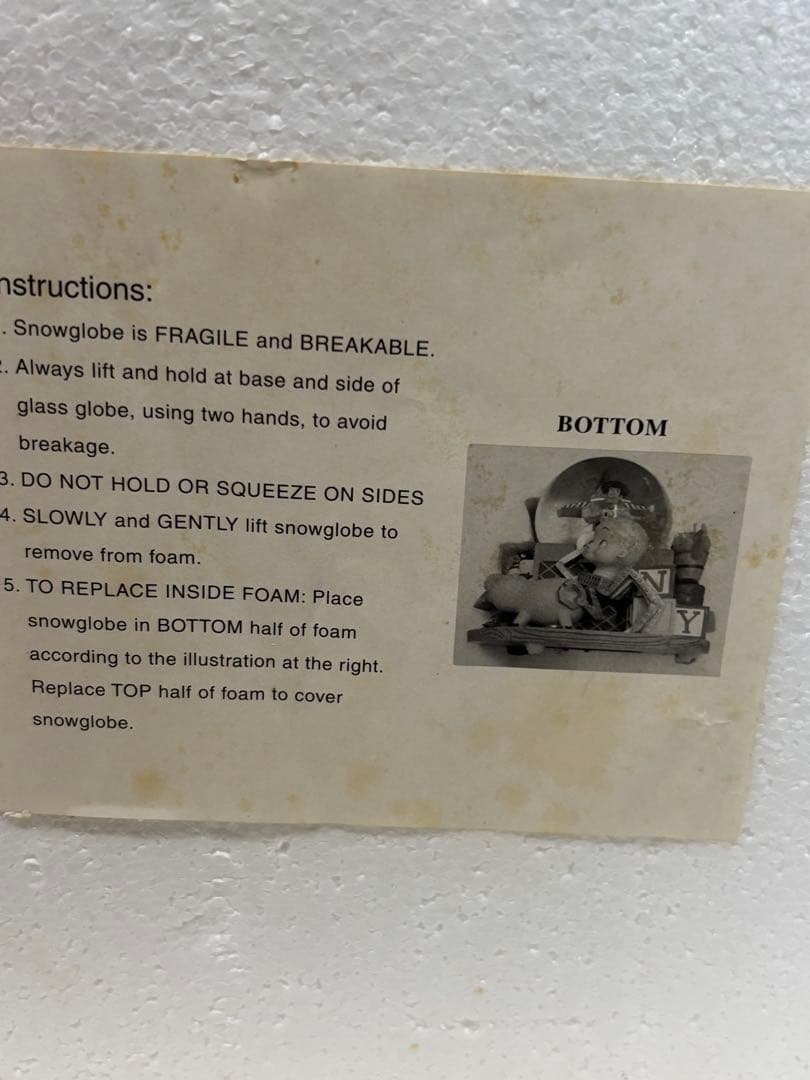 nstructions:
. Snowglobe is FRAGILE and BREAKABLE.
2. Always lift and hold at base and side of
glass globe, using two hands, to avoid
breakage.
3. DO NOT HOLD OR SQUEEZE ON SIDES
4. SLOWLY and GENTLY lift snowglobe to
remove from foam.
5. TO REPLACE INSIDE FOAM: Place
snowglobe in BOTTOM half of foam
according to the illustration at the right.
Replace TOP half of foam to cover
snowglobe.
BOTTOM
N
Y